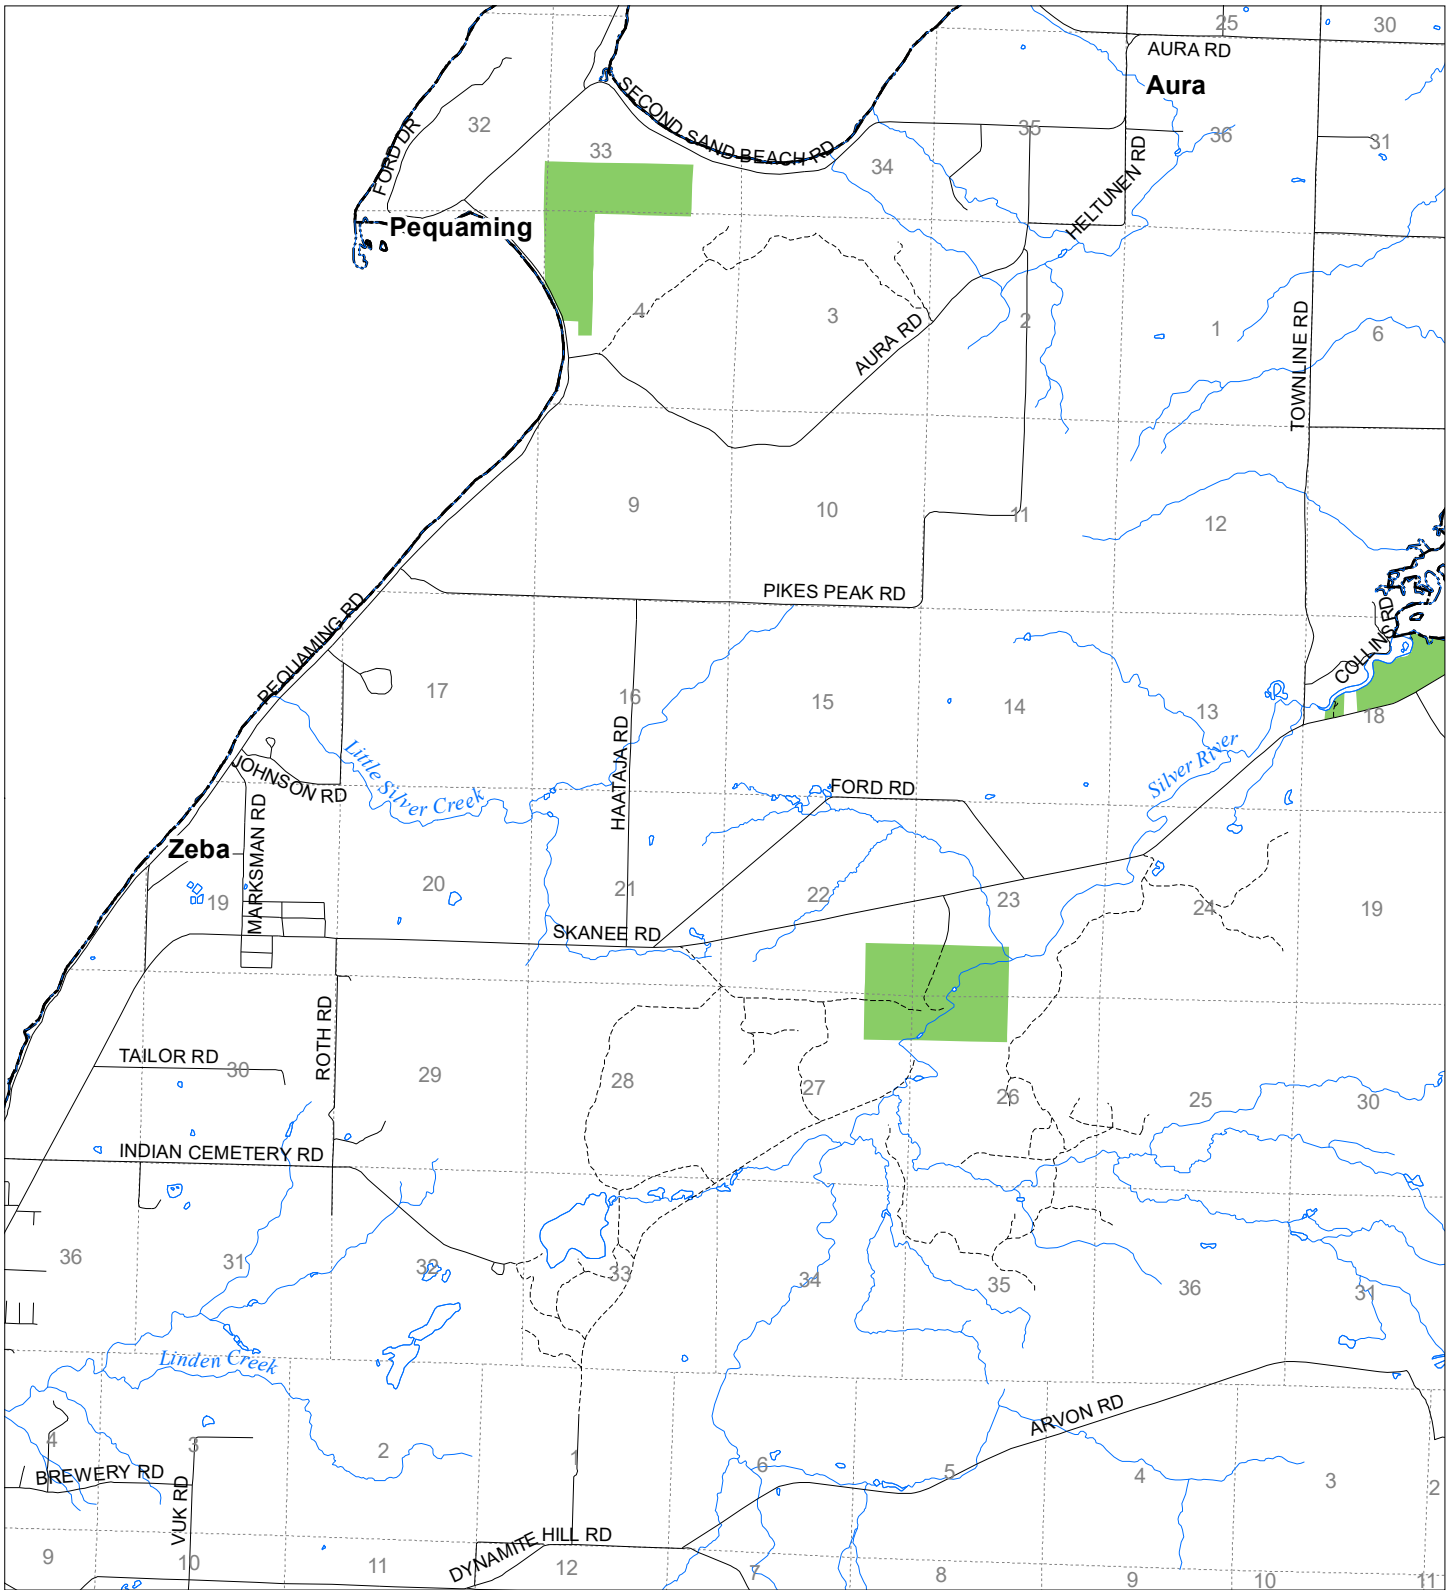 25
30
AURA RD
Aura
SECOND SAND BEACH RD
32
FORD DR
33
34
35
36
31
HELTUNEN RD
Pequaming
4
3
2
1
6
AURA RD
TOWNLINE RD
9
10
11
12
PIKES PEAK RD
PEQUAMING RD
COLLINS RD
17
16
15
14
13
18
HAATAJA RD
Little Silver Creek
Silver River
JOHNSON RD
FORD RD
MARKSMAN RD
Zeba
19
20
21
22
23
24
19
SKANEE RD
ROTH RD
TAILOR RD
30
29
28
27
26
25
30
INDIAN CEMETERY RD
36
31
32
33
34
35
36
31
Linden Creek
ARVON RD
4
3
2
1
6
5
4
3
2
BREWERY RD
VUK RD
DYNAMITE HILL RD
9
10
11
12
7
8
9
10
11